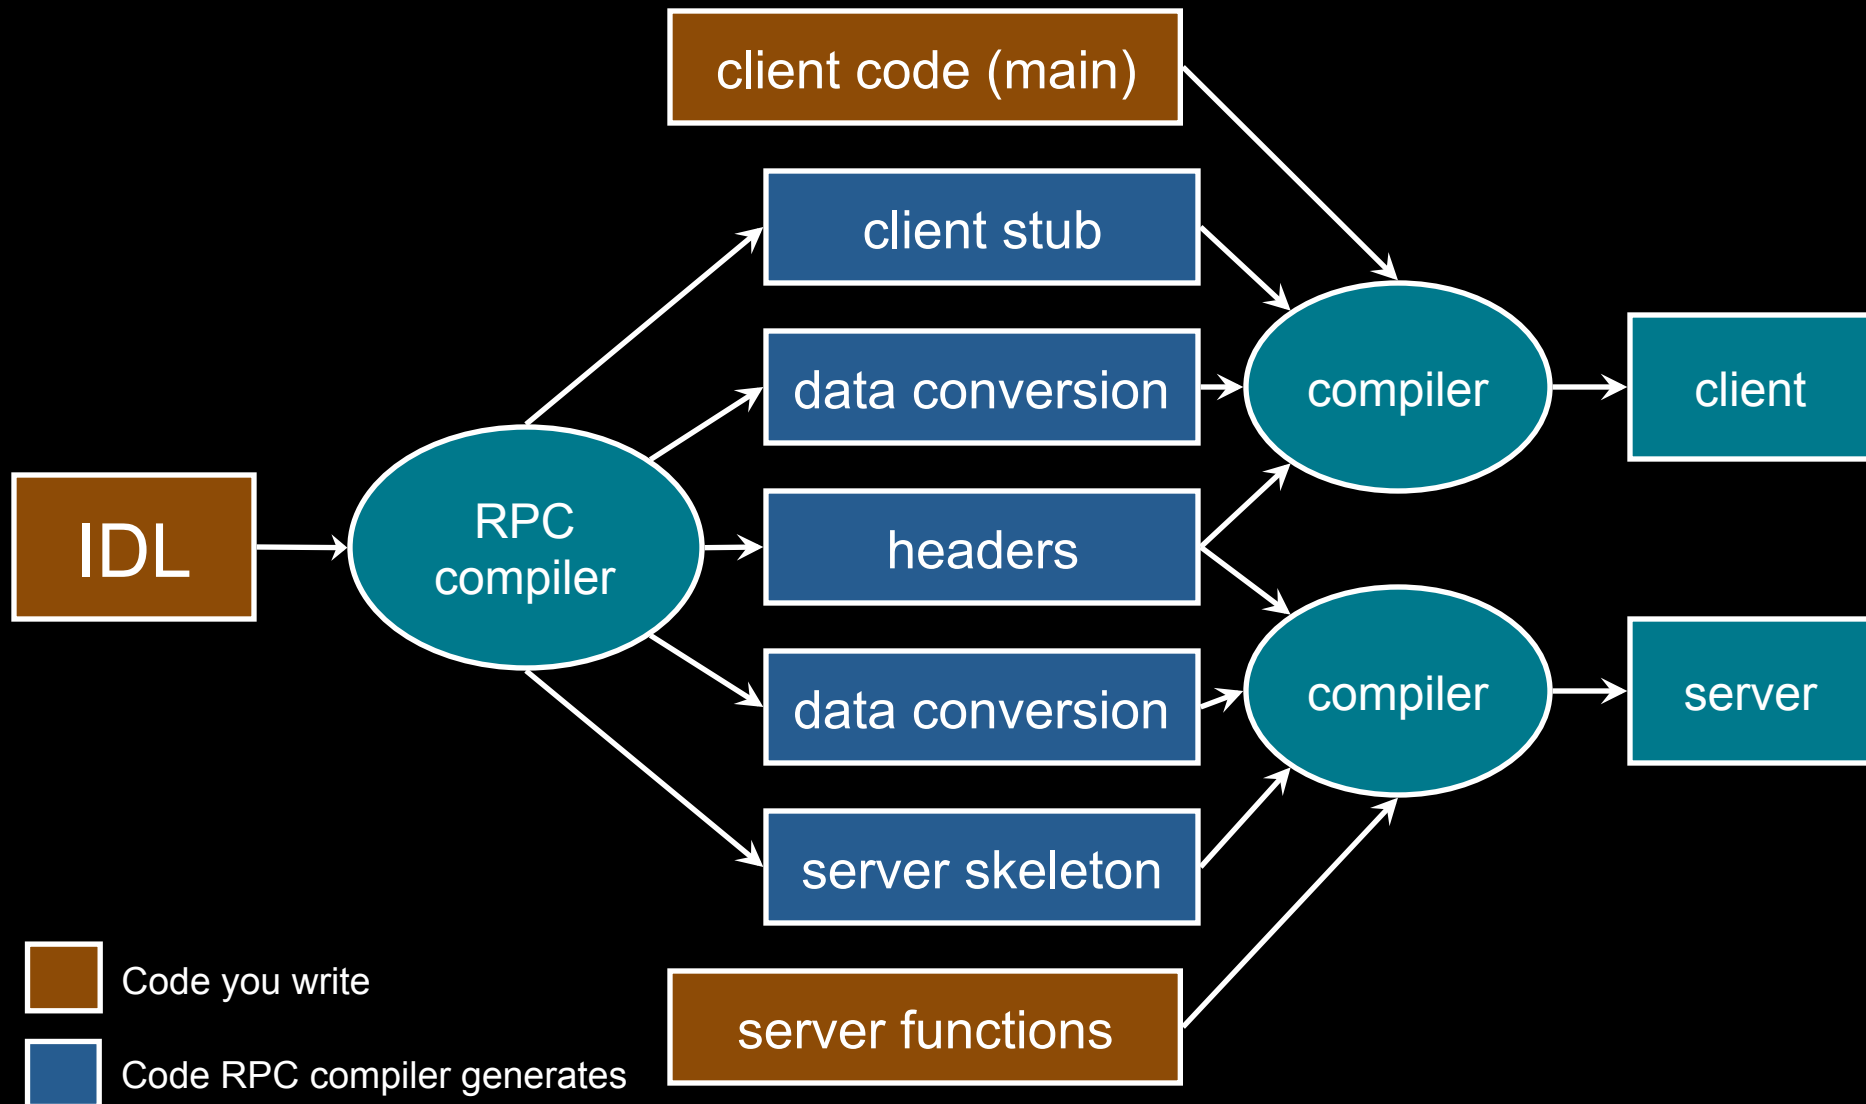 client code (main)
client stub
data conversion
compiler
client
IDL
RPC
compiler
headers
data conversion
compiler
server
server skeleton
server functions
Code you write
Code RPC compiler generates